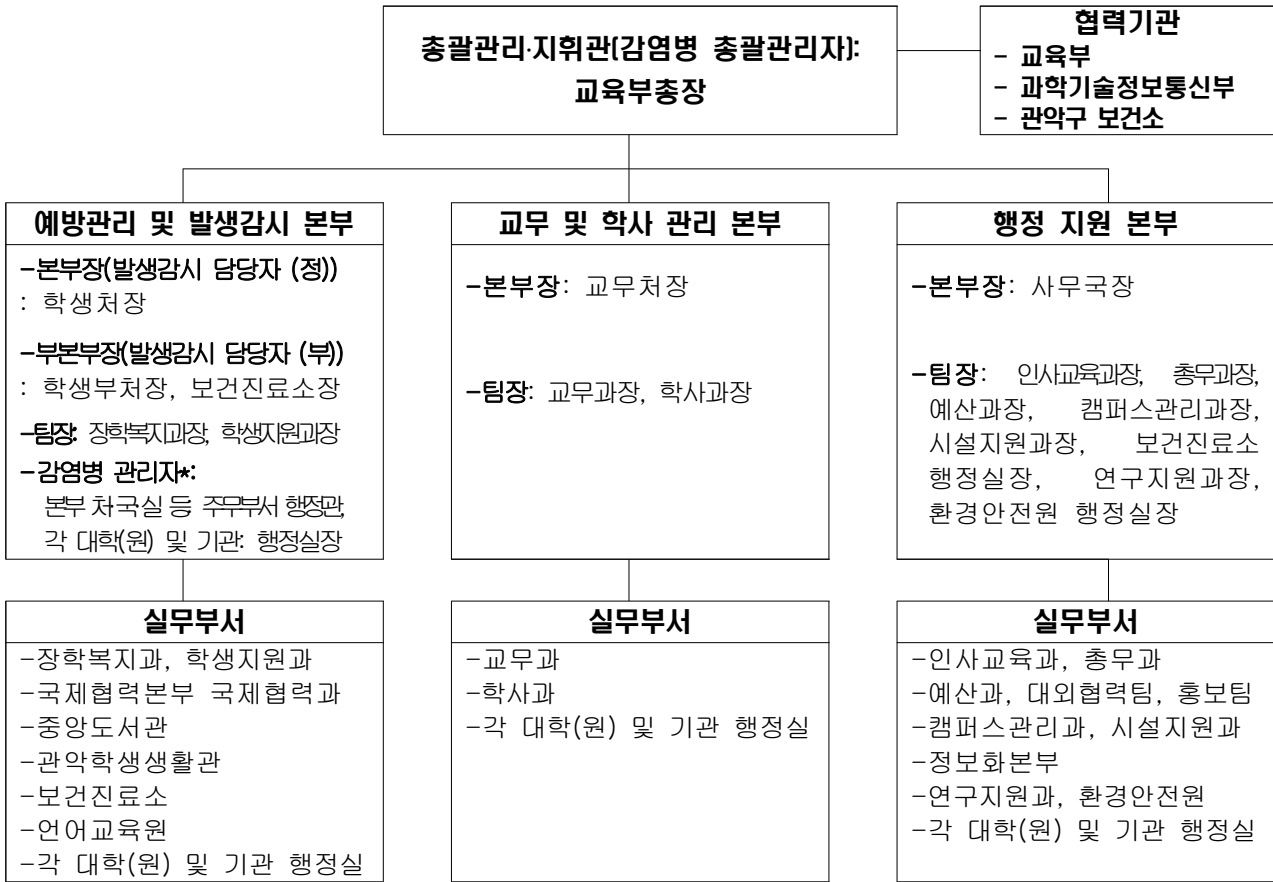 총괄관리·지휘관(감염병 총괄관리자):
교육부총장
협력기관
- 교육부
- 과학기술정보통신부
- 관악구 보건소
예방관리 및 발생감시 본부
-본부장(발생감시 담당자 (정))
: 학생처장
-부본부장(발생감시 담당자 (부))
: 학생부처장, 보건진료소장
-팀장: 장학복지과장, 학생지원과장
-감염병 관리자*:
본부 처·국·실 등: 주무부서 행정관,
각 대학(원) 및 기관: 행정실장
교무 및 학사 관리 본부
-본부장: 교무처장
-팀장: 교무과장, 학사과장
행정 지원 본부
-본부장: 사무국장
-팀장: 인사교육과장, 총무과장,
예산과장, 캠퍼스관리과장,
시설지원과장, 보건진료소
행정실장, 연구지원과장,
환경안전원 행정실장
실무부서
-장학복지과, 학생지원과
-국제협력본부 국제협력과
-중앙도서관
-관악학생생활관
-보건진료소
-언어교육원
-각 대학(원) 및 기관 행정실
실무부서
-교무과
-학사과
-각 대학(원) 및 기관 행정실
실무부서
-인사교육과, 총무과
-예산과, 대외협력팀, 홍보팀
-캠퍼스관리과, 시설지원과
-정보화본부
-연구지원과, 환경안전원
-각 대학(원) 및 기관 행정실